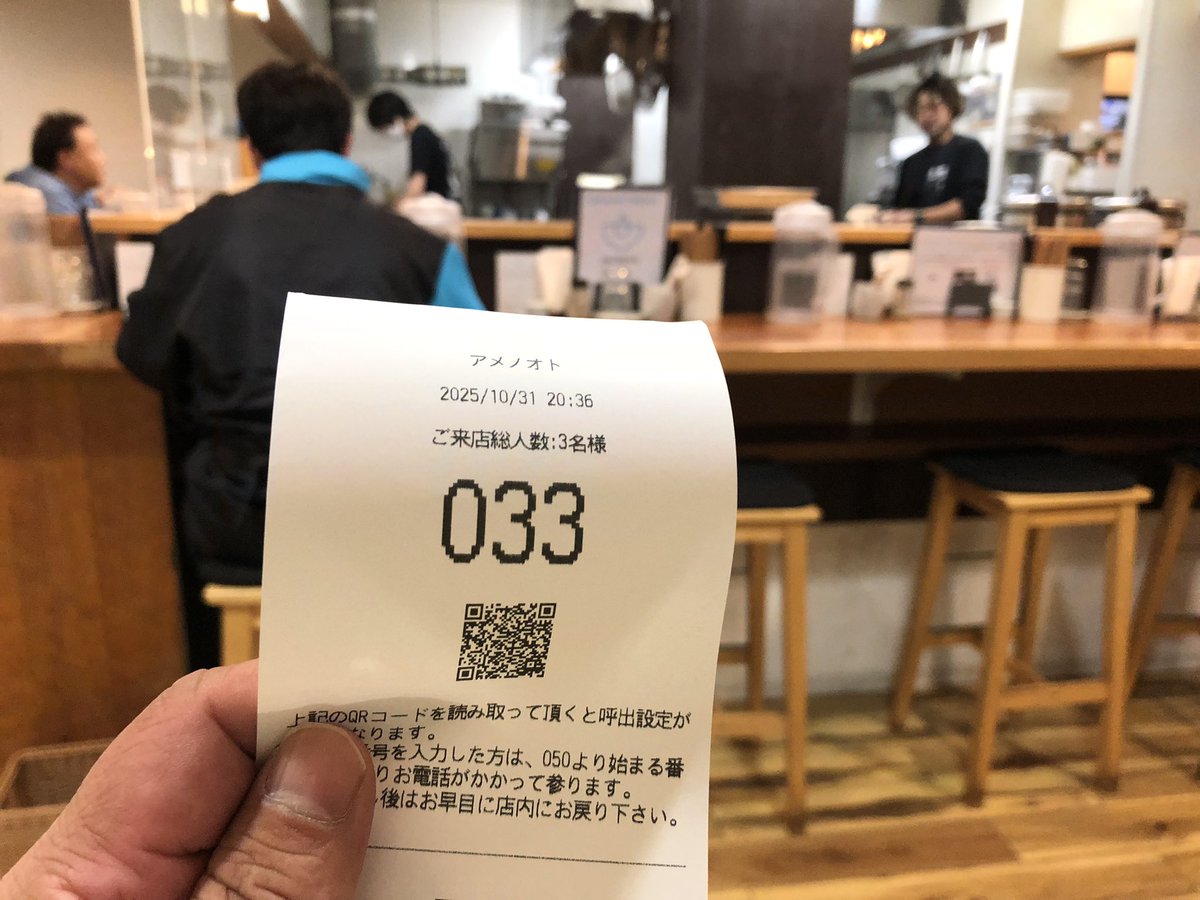 アメノオト
2025/10/31 20:36
ご来店総人数:3名様
033
上記のQRコードを読み取って頂くと呼出設定が
なります。
番号を入力した方は、050より始まる番
りお電話がかかって参ります。
後はお早目に店内にお戻り下さい。